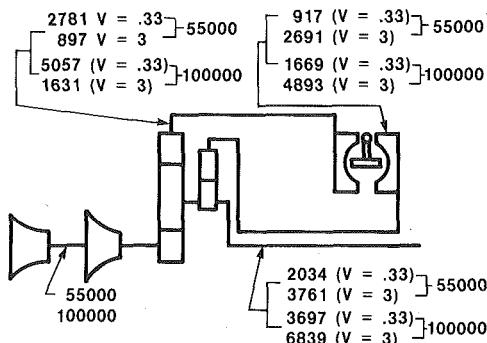 2781 V = .33
897 V = 3
55000
5057 (V = .33)
1631 (V = 3)
100000
917 (V = .33)
2691 (V = 3)
55000
1669 (V = .33)
4893 (V = 3)
100000
55000
100000
2034 (V = .33)
3761 (V = 3)
55000
3697 (V = .33)
6839 (V = 3)
100000